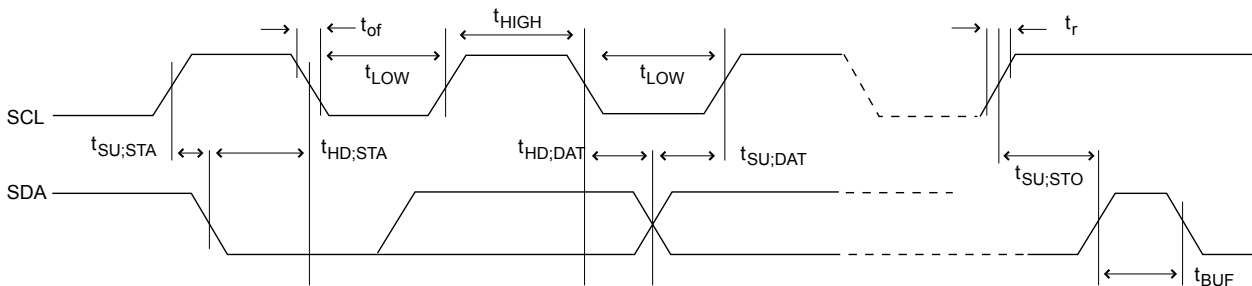 tof
tHIGH
tr
tLOW
tLOW
SCL
tSU;STA
tHD;STA
tHD;DAT
tSU;DAT
tSU;STO
SDA
tBUF